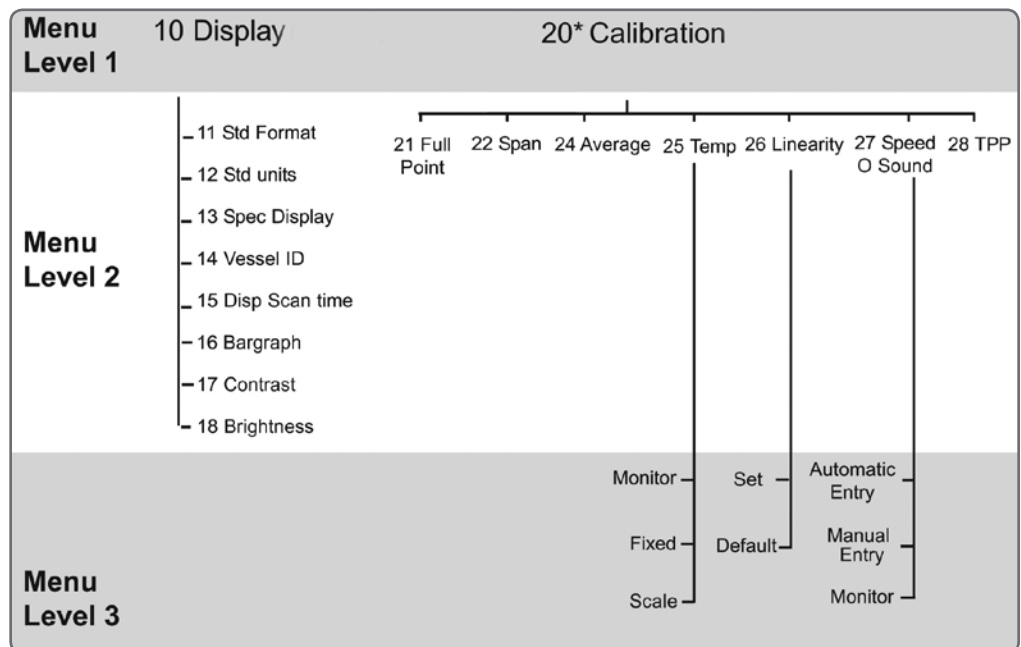 Menu
Level 1
10 Display
20* Calibration
Menu
Level 2
11 Std Format
12 Std units
13 Spec Display
14 Vessel ID
15 Disp Scan time
16 Bargraph
17 Contrast
18 Brightness
21 Full
Point
22 Span
24 Average
25 Temp
26 Linearity
27 Speed
O Sound
28 TPP
Menu
Level 3
Monitor
Fixed
Scale
Set
Default
Automatic
Entry
Manual
Entry
Monitor